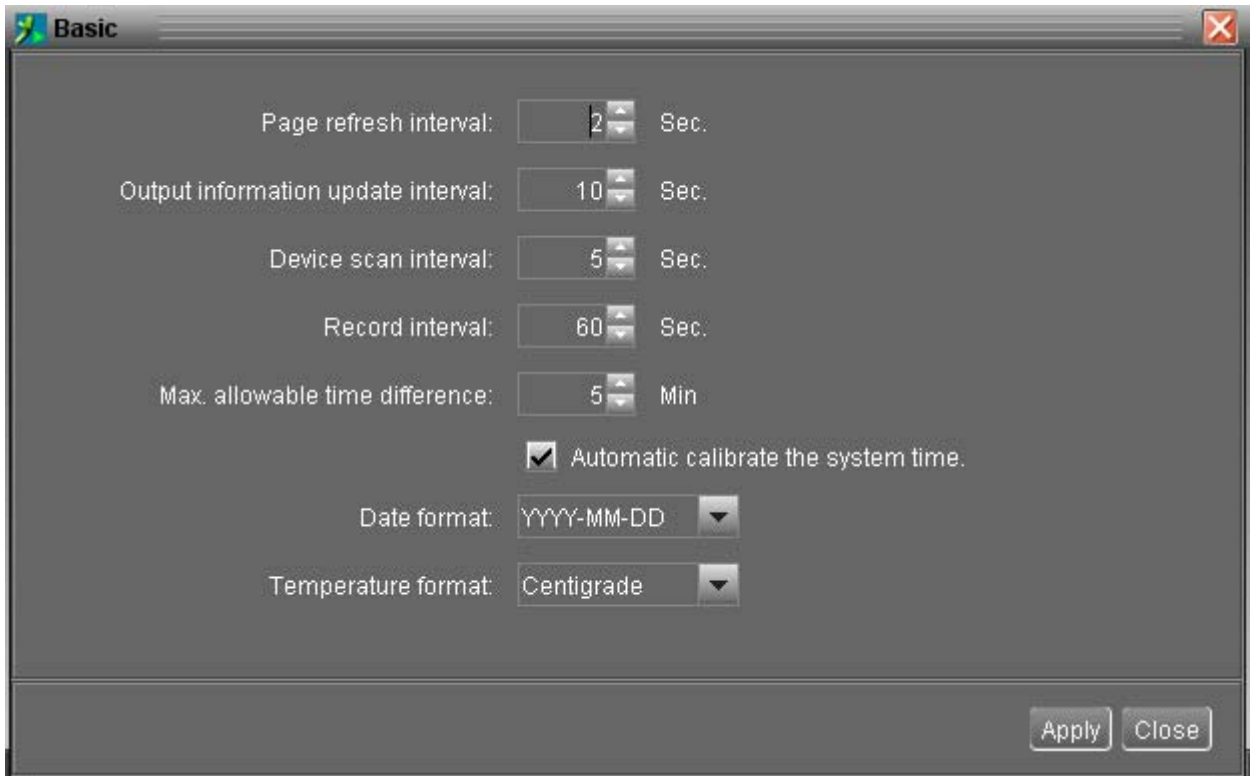 Basic
Page refresh interval: 2 Sec.
Output information update interval: 10 Sec.
Device scan interval: 5 Sec.
Record interval: 60 Sec.
Max. allowable time difference: 5 Min
Automatic calibrate the system time.
Date format: YYYY-MM-DD
Temperature format: Centigrade
Apply Close